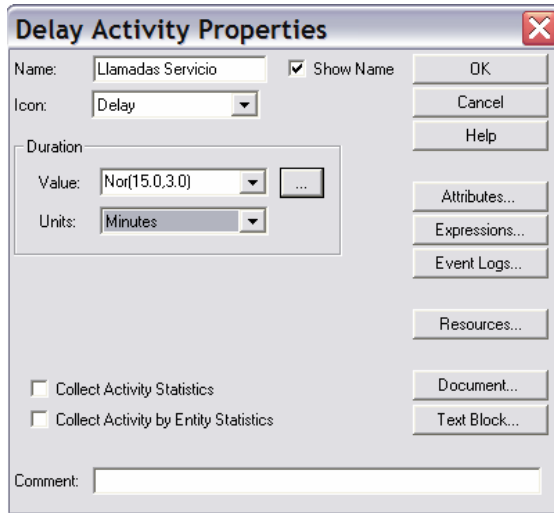 Delay Activity Properties
Name: Llamadas Servicio Show Name OK
Icon: Delay Cancel
Help
Duration
Value: Nor(15.0,3.0) ...
Units: Minutes
Attributes...
Expressions...
Event Logs...
Resources...
Collect Activity Statistics Document...
Collect Activity by Entity Statistics Text Block...
Comment: